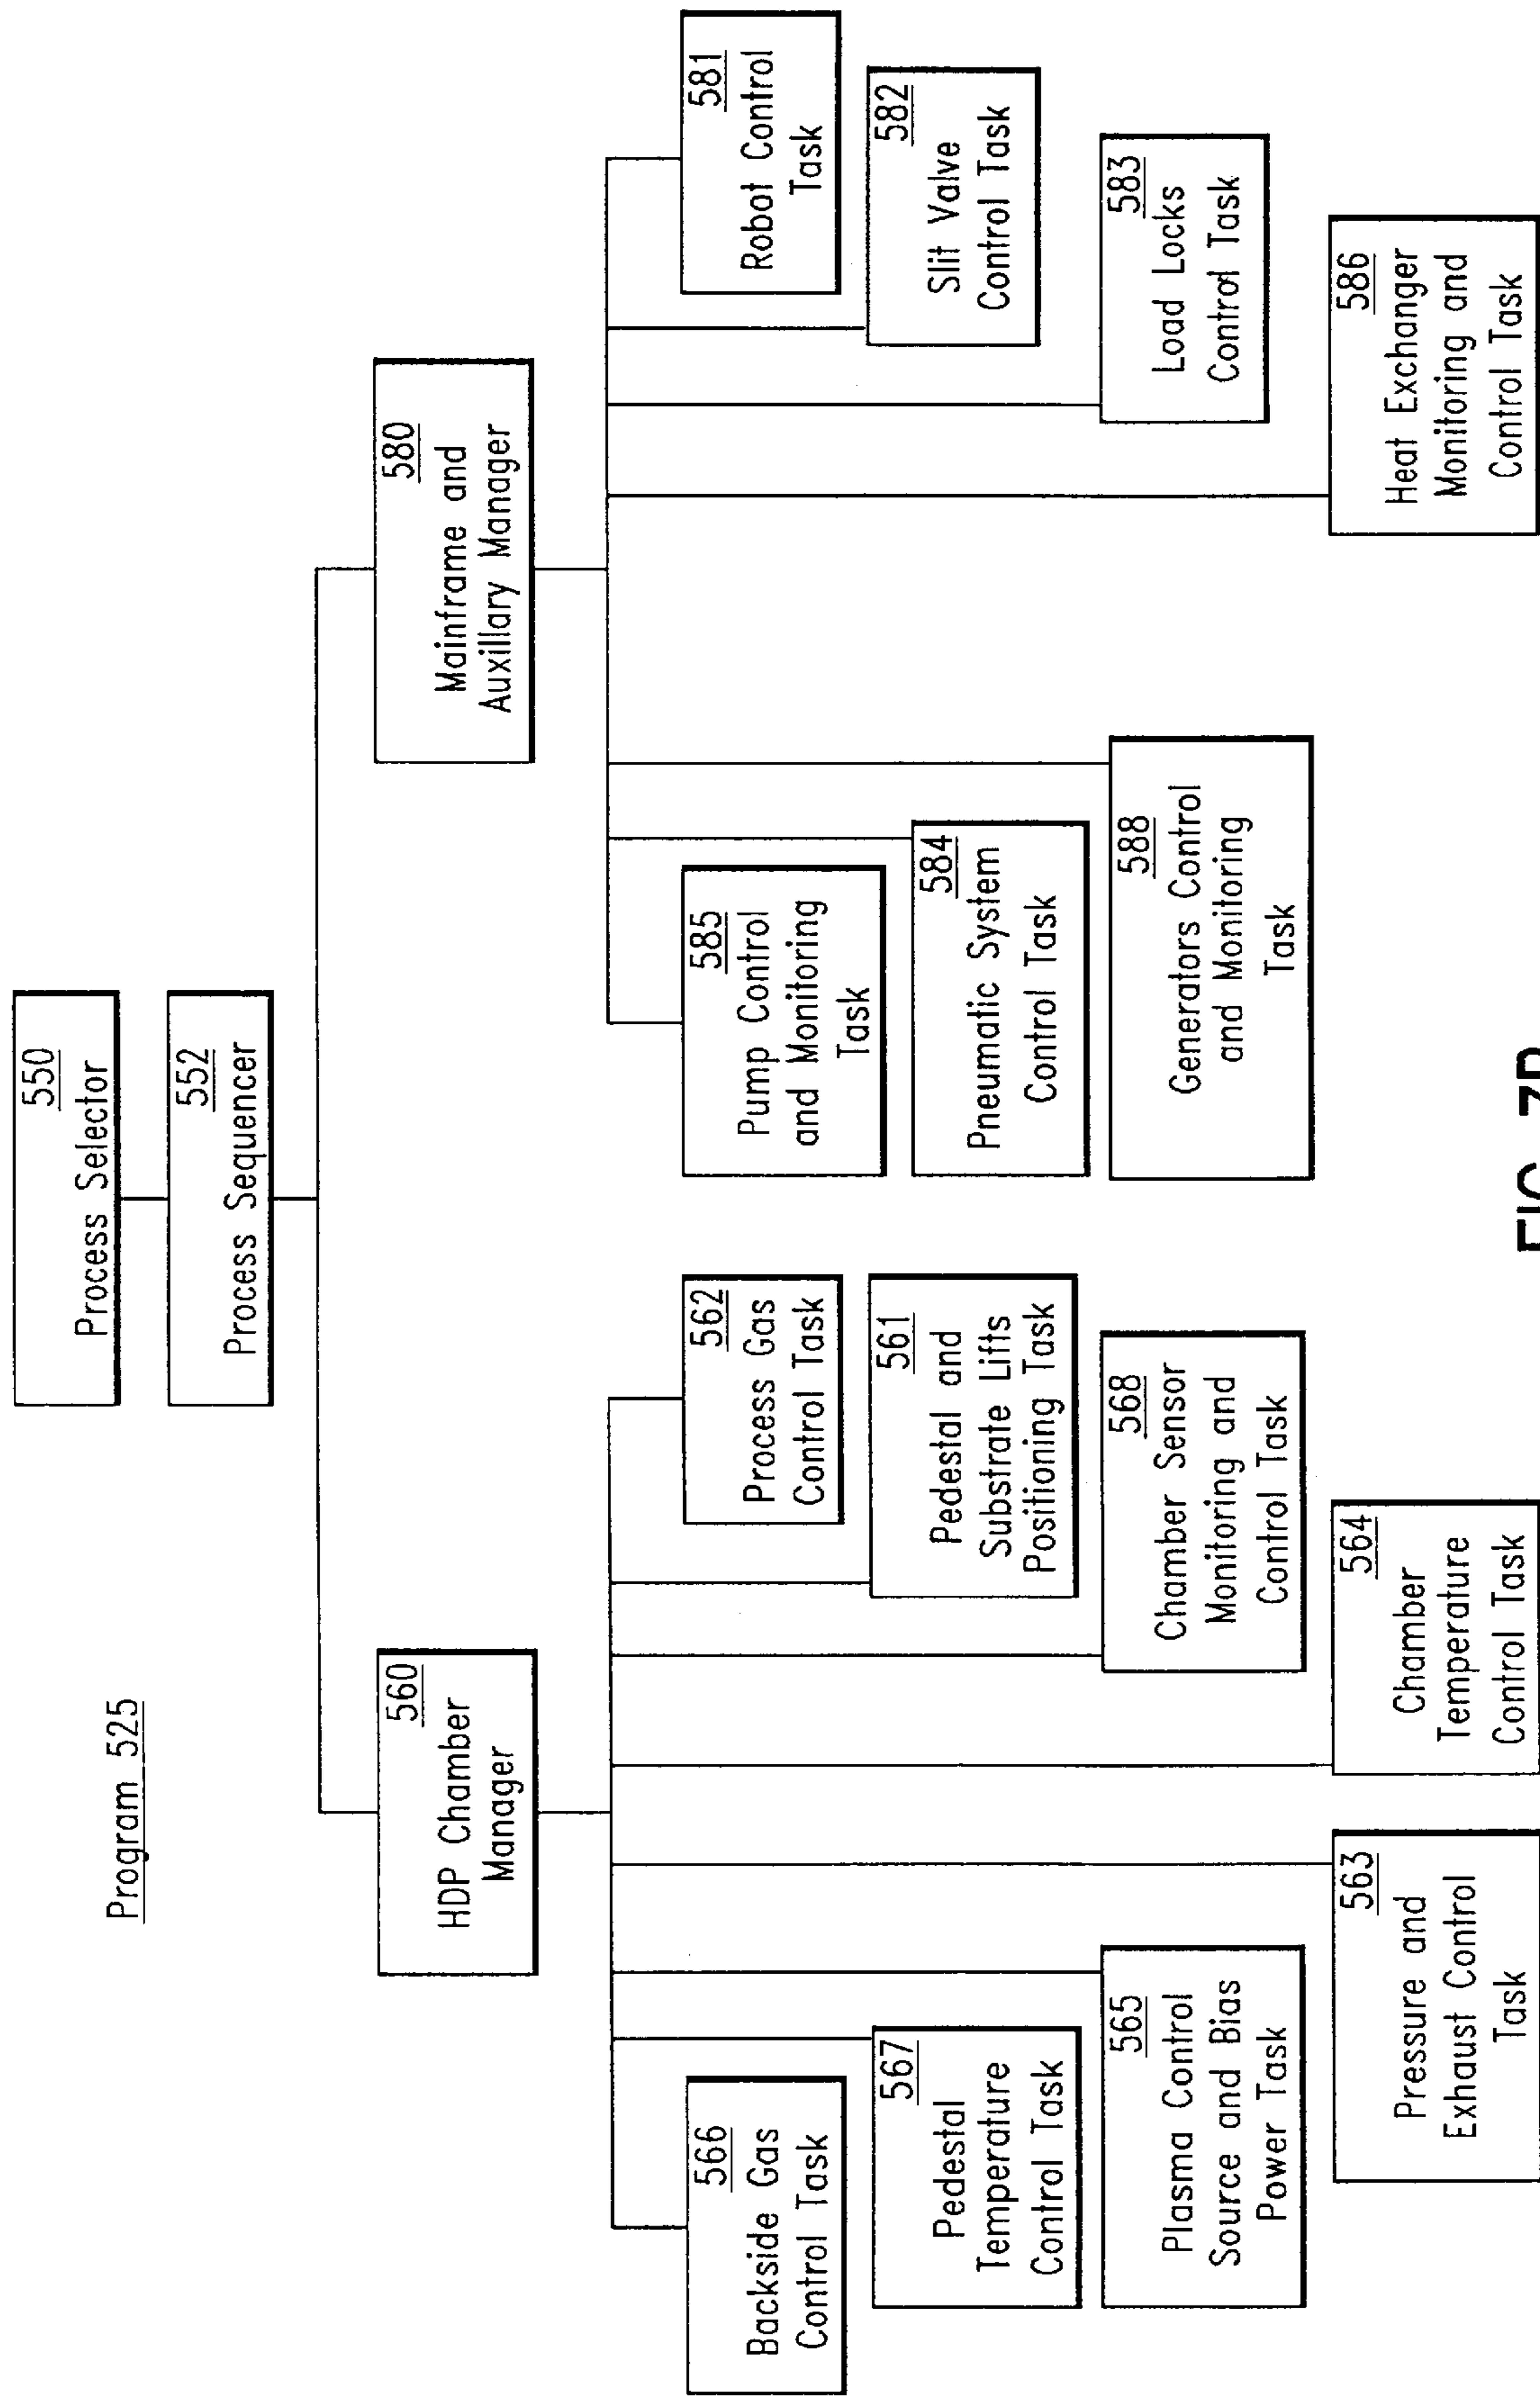 Program 525
550
Process Selector
552
Process Sequencer
560
HDP Chamber
Manager
580
Mainframe and
Auxillary Manager
566
Backside Gas
Control Task
562
Process Gas
Control Task
585
Pump Control
and Monitoring
Task
581
Robot Control
Task
567
Pedestal
Temperature
Control Task
561
Pedestal and
Substrate Lifts
Positioning Task
584
Pneumatic System
Control Task
582
Slit Valve
Control Task
565
Plasma Control
Source and Bias
Power Task
568
Chamber Sensor
Monitoring and
Control Task
588
Generators Control
and Monitoring
Task
583
Load Locks
Control Task
563
Pressure and
Exhaust Control
Task
564
Chamber
Temperature
Control Task
586
Heat Exchanger
Monitoring and
Control Task